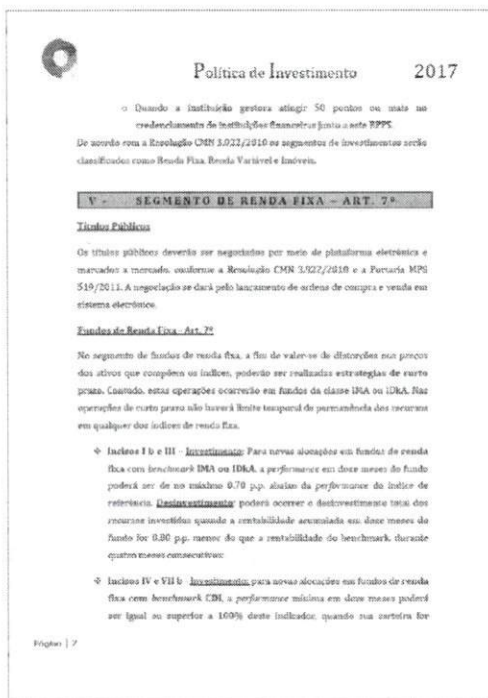 Política de Investimento 2017
o Quando a instituição gestora atingir 50 pontos ou mais no
credenciamento de instituições financeiras junto a este RPPS.
De acordo com a Resolução CMN 3.922/2010 os segmentos de investimentos serão
classificados como Renda Fixa, Renda Variável e Imóveis.
V - SEGMENTO DE RENDA FIXA – ART. 7º
Títulos Públicos
Os títulos públicos deverão ser negociados por meio de plataforma eletrônica e
marcados a mercado, conforme a Resolução CMN 3.922/2010 e a Portaria MPS
519/2011. A negociação se dará pelo lançamento de ordens de compra e venda em
sistema eletrônico.
Fundos de Renda Fixa - Art. 7º
No segmento de fundos de renda fixa, a fim de valer-se de distorções nos preços
dos ativos que compõem os índices, poderão ser realizadas estratégias de curto
prazo. Contudo, estas operações ocorrerão em fundos da classe IMA ou IDkA. Nas
operações de curto prazo não haverá limite temporal de permanência dos recursos
em qualquer dos índices de renda fixa.
❖ Incisos I b e III – Investimento: Para novas alocações em fundos de renda
fixa com benchmark IMA ou IDkA, a performance em doze meses do fundo
poderá ser de no máximo 0.70 p.p. abaixo da performance do índice de
referência. Desinvestimento: poderá ocorrer o desinvestimento total dos
recursos investidos quando a rentabilidade acumulada em doze meses do
fundo for 0.80 p.p. menor do que a rentabilidade do benchmark, durante
quatro meses consecutivos;
❖ Incisos IV e VII b - Investimento: para novas alocações em fundos de renda
fixa com benchmark CDI, a performance mínima em doze meses poderá
ser igual ou superior a 100% deste indicador, quando sua carteira for
Página | 7